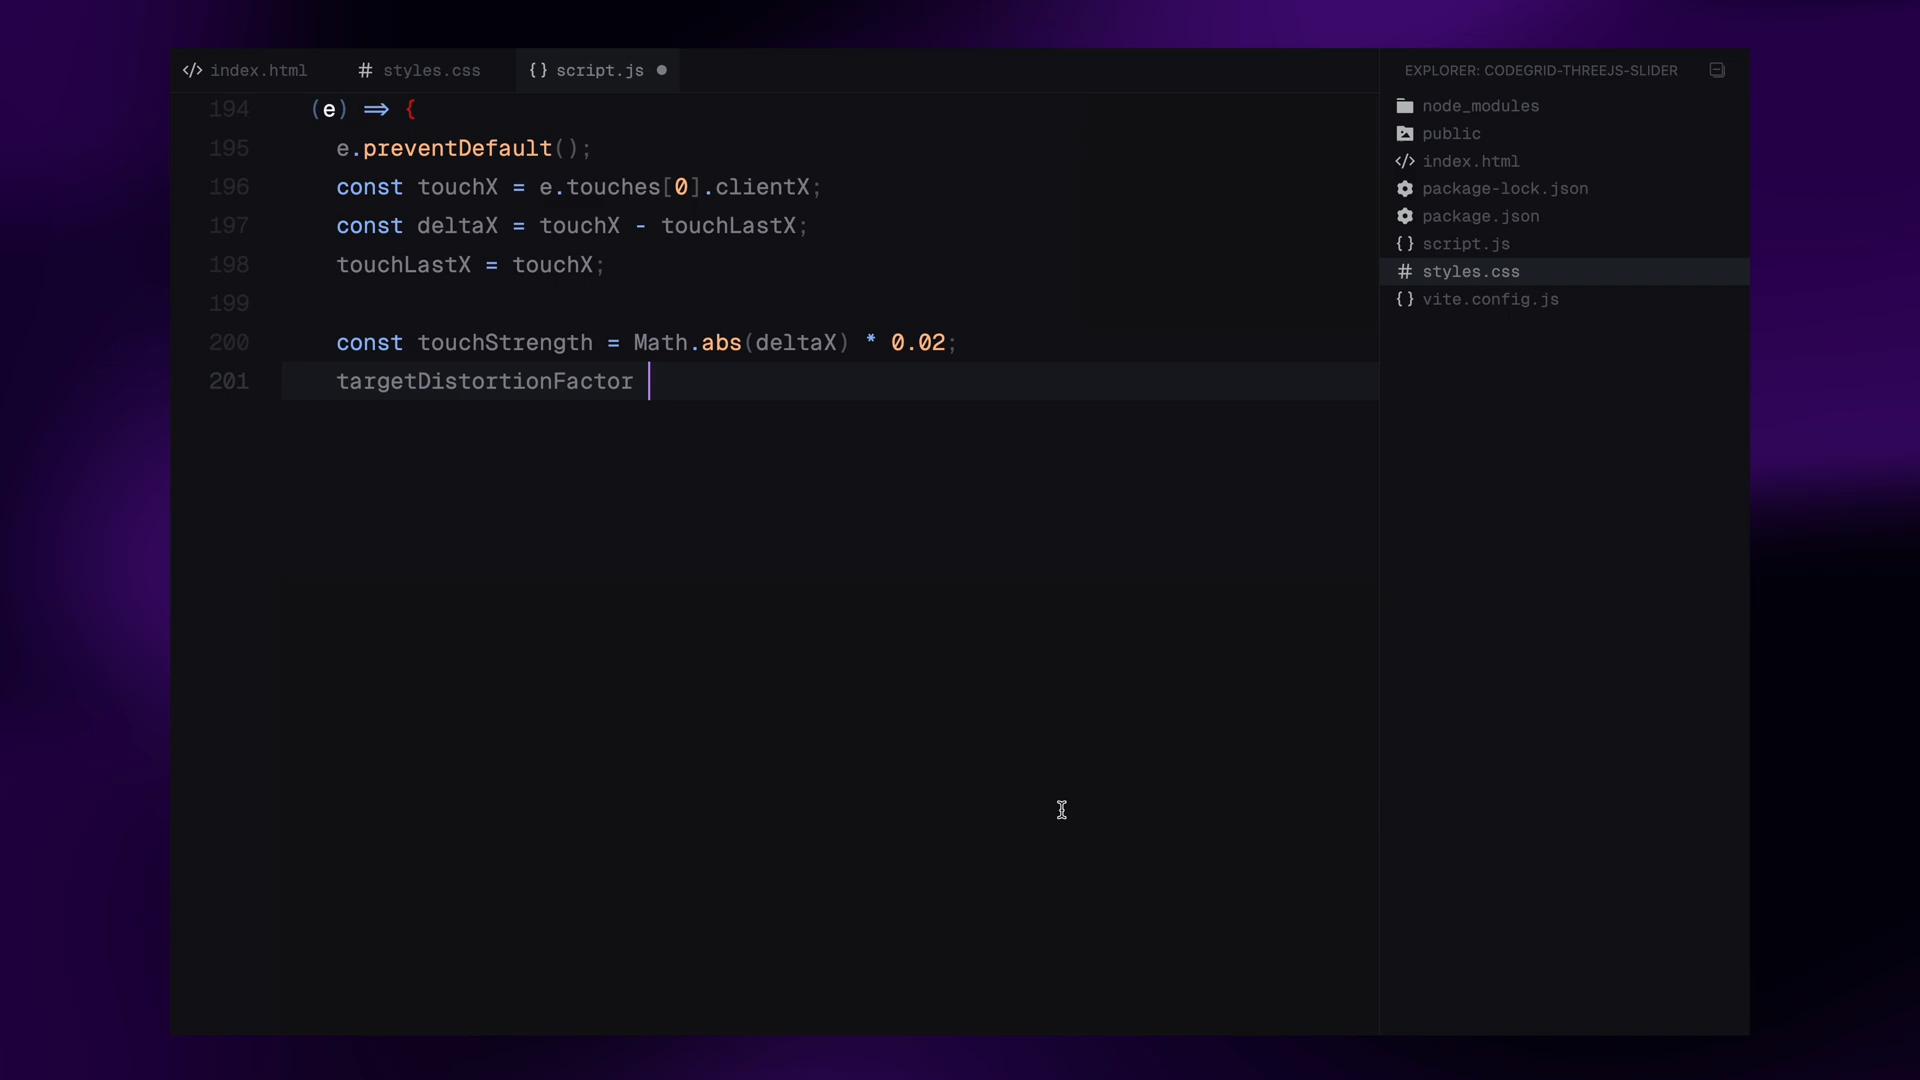 </> index.html # styles.css {} script.js
194 (e) => {
195 e.preventDefault();
196 const touchX = e.touches[0].clientX;
197 const deltaX = touchX - touchLastX;
198 touchLastX = touchX;
199
200 const touchStrength = Math.abs(deltaX) * 0.02;
201 targetDistortionFactor
EXPLORER: CODEGRID-THREEJS-SLIDER
node_modules
public
</> index.html
package-lock.json
package.json
{} script.js
# styles.css
{} vite.config.js